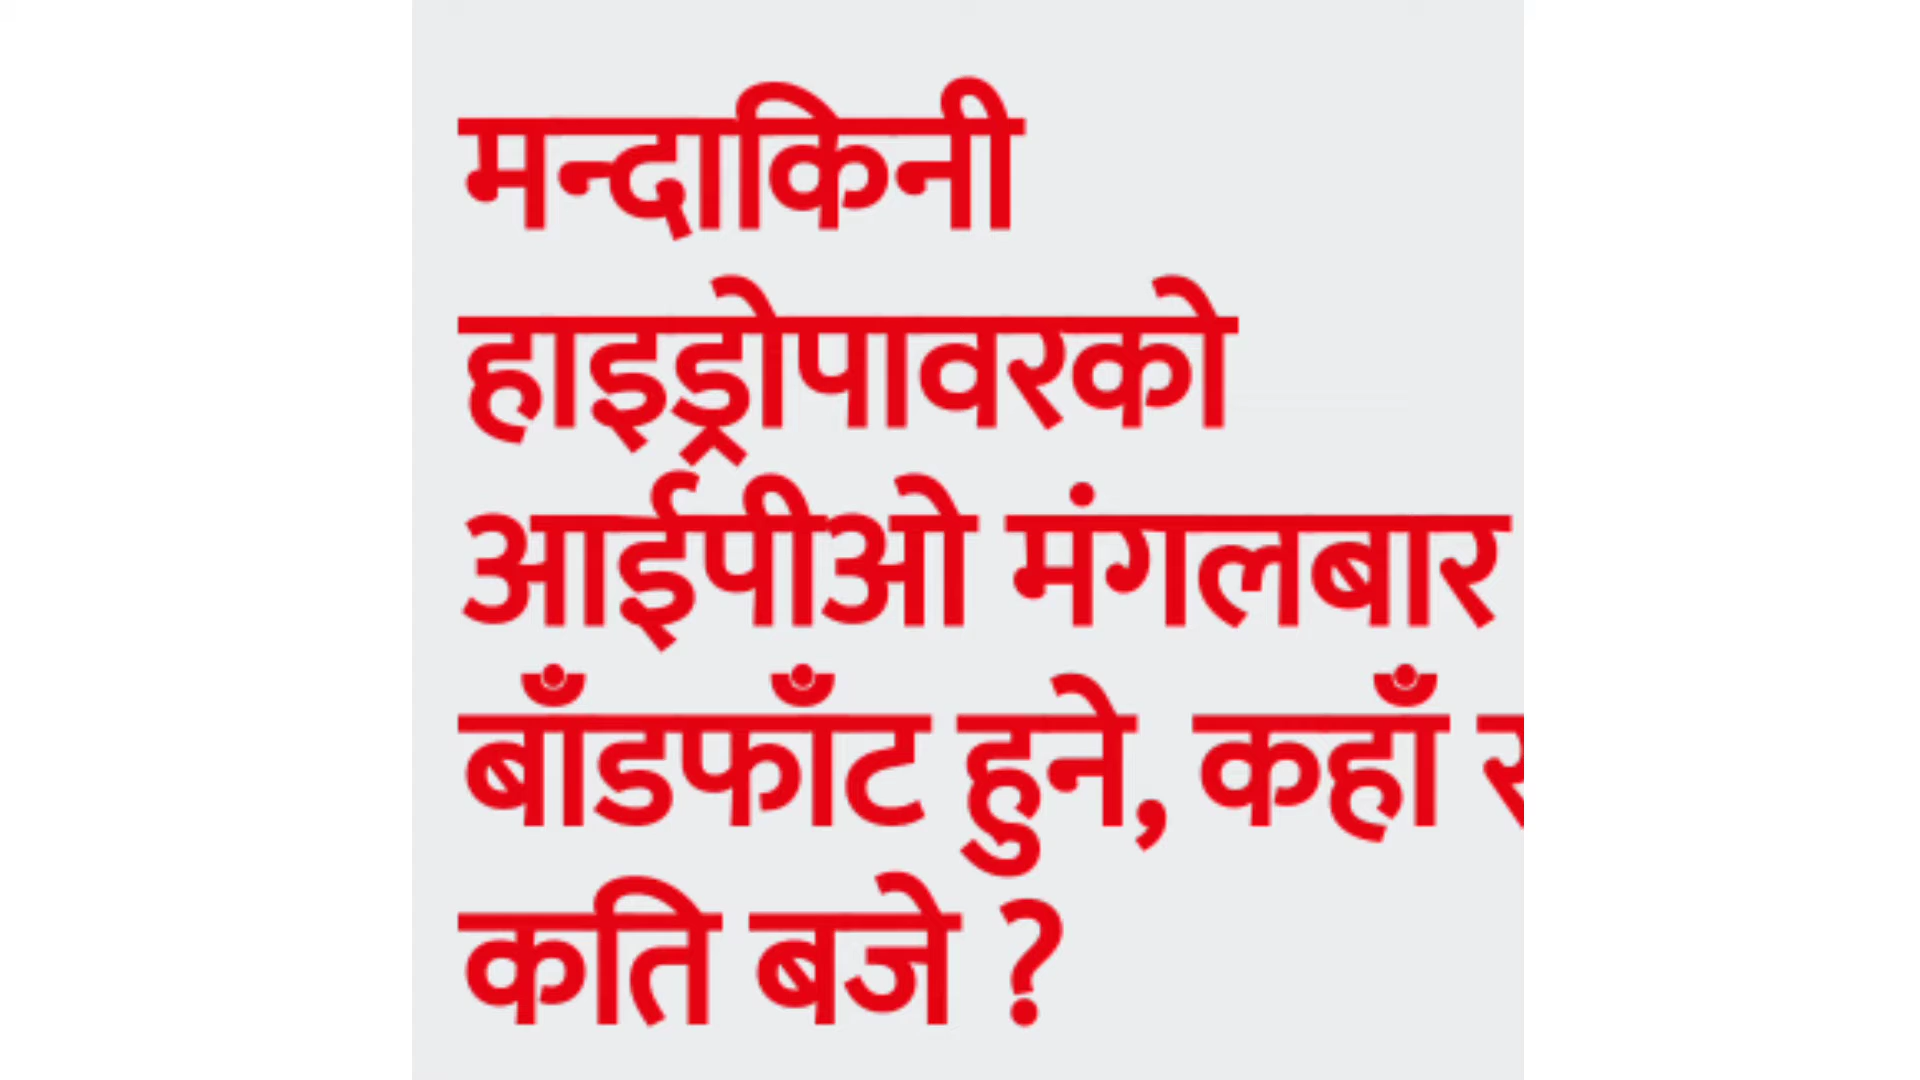 मन्दाकिनी
हाइड्रोपावरको
आईपीओ मंगलबार
बाँडफाँट हुने, कहाँ
कति बजे ?